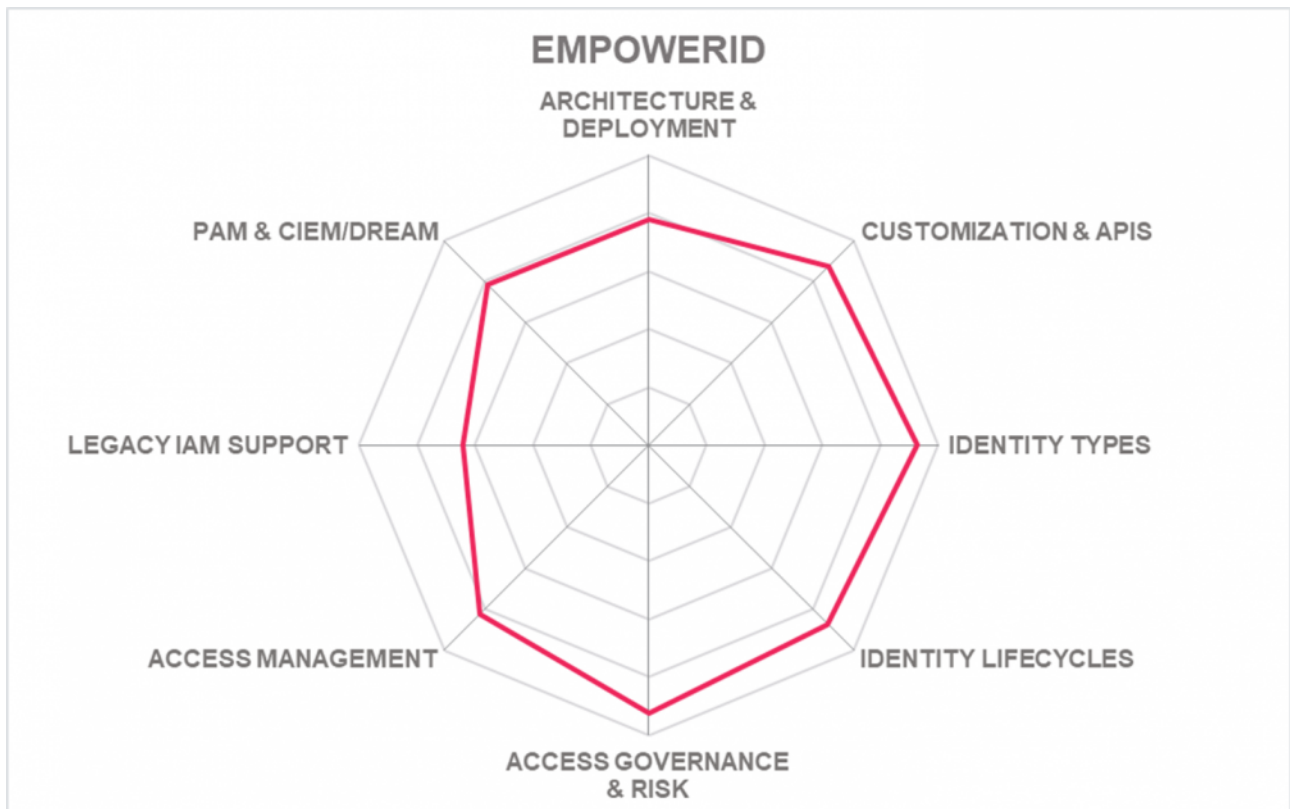 EMPOWERID
ARCHITECTURE &
DEPLOYMENT
PAM & CIEM/DREAM
CUSTOMIZATION & APIS
LEGACY IAM SUPPORT
IDENTITY TYPES
ACCESS MANAGEMENT
IDENTITY LIFECYCLES
ACCESS GOVERNANCE
& RISK